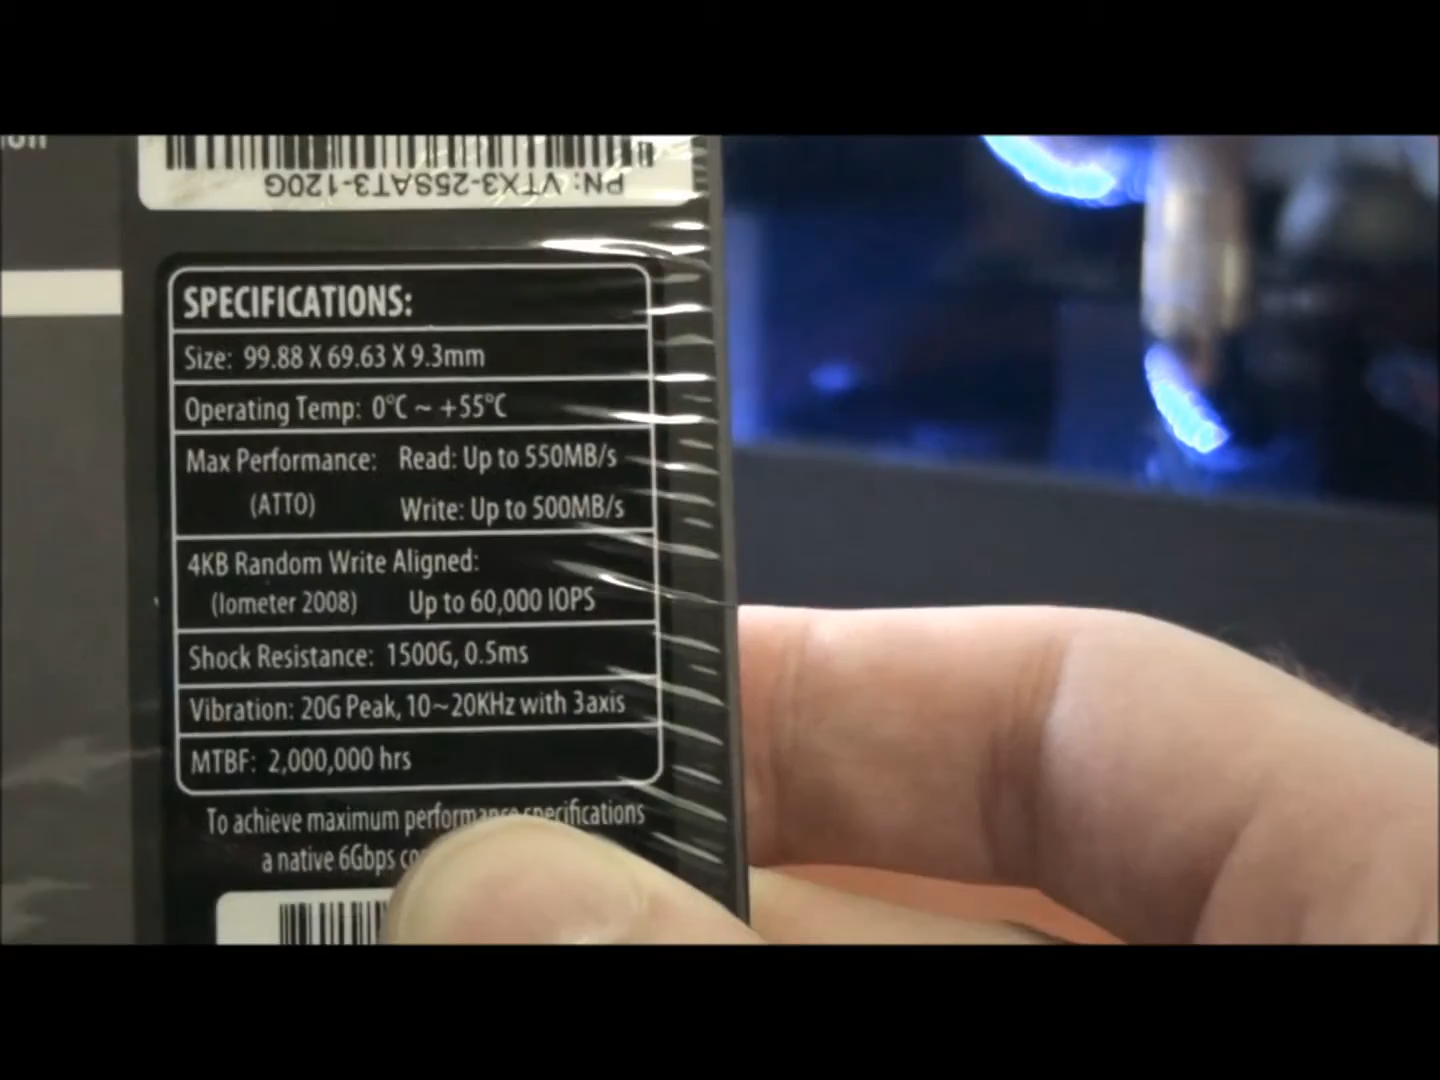 PN: VTX3-25SAT3-120G
SPECIFICATIONS:
Size: 99.88 X 69.63 X 9.3mm
Operating Temp: 0°C ~ +55°C
Max Performance: Read: Up to 550MB/s
(ATTO) Write: Up to 500MB/s
4KB Random Write Aligned:
(Iometer 2008) Up to 60,000 IOPS
Shock Resistance: 1500G, 0.5ms
Vibration: 20G Peak, 10~20KHz with 3axis
MTBF: 2,000,000 hrs
To achieve maximum performance specifications
a native 6Gbps